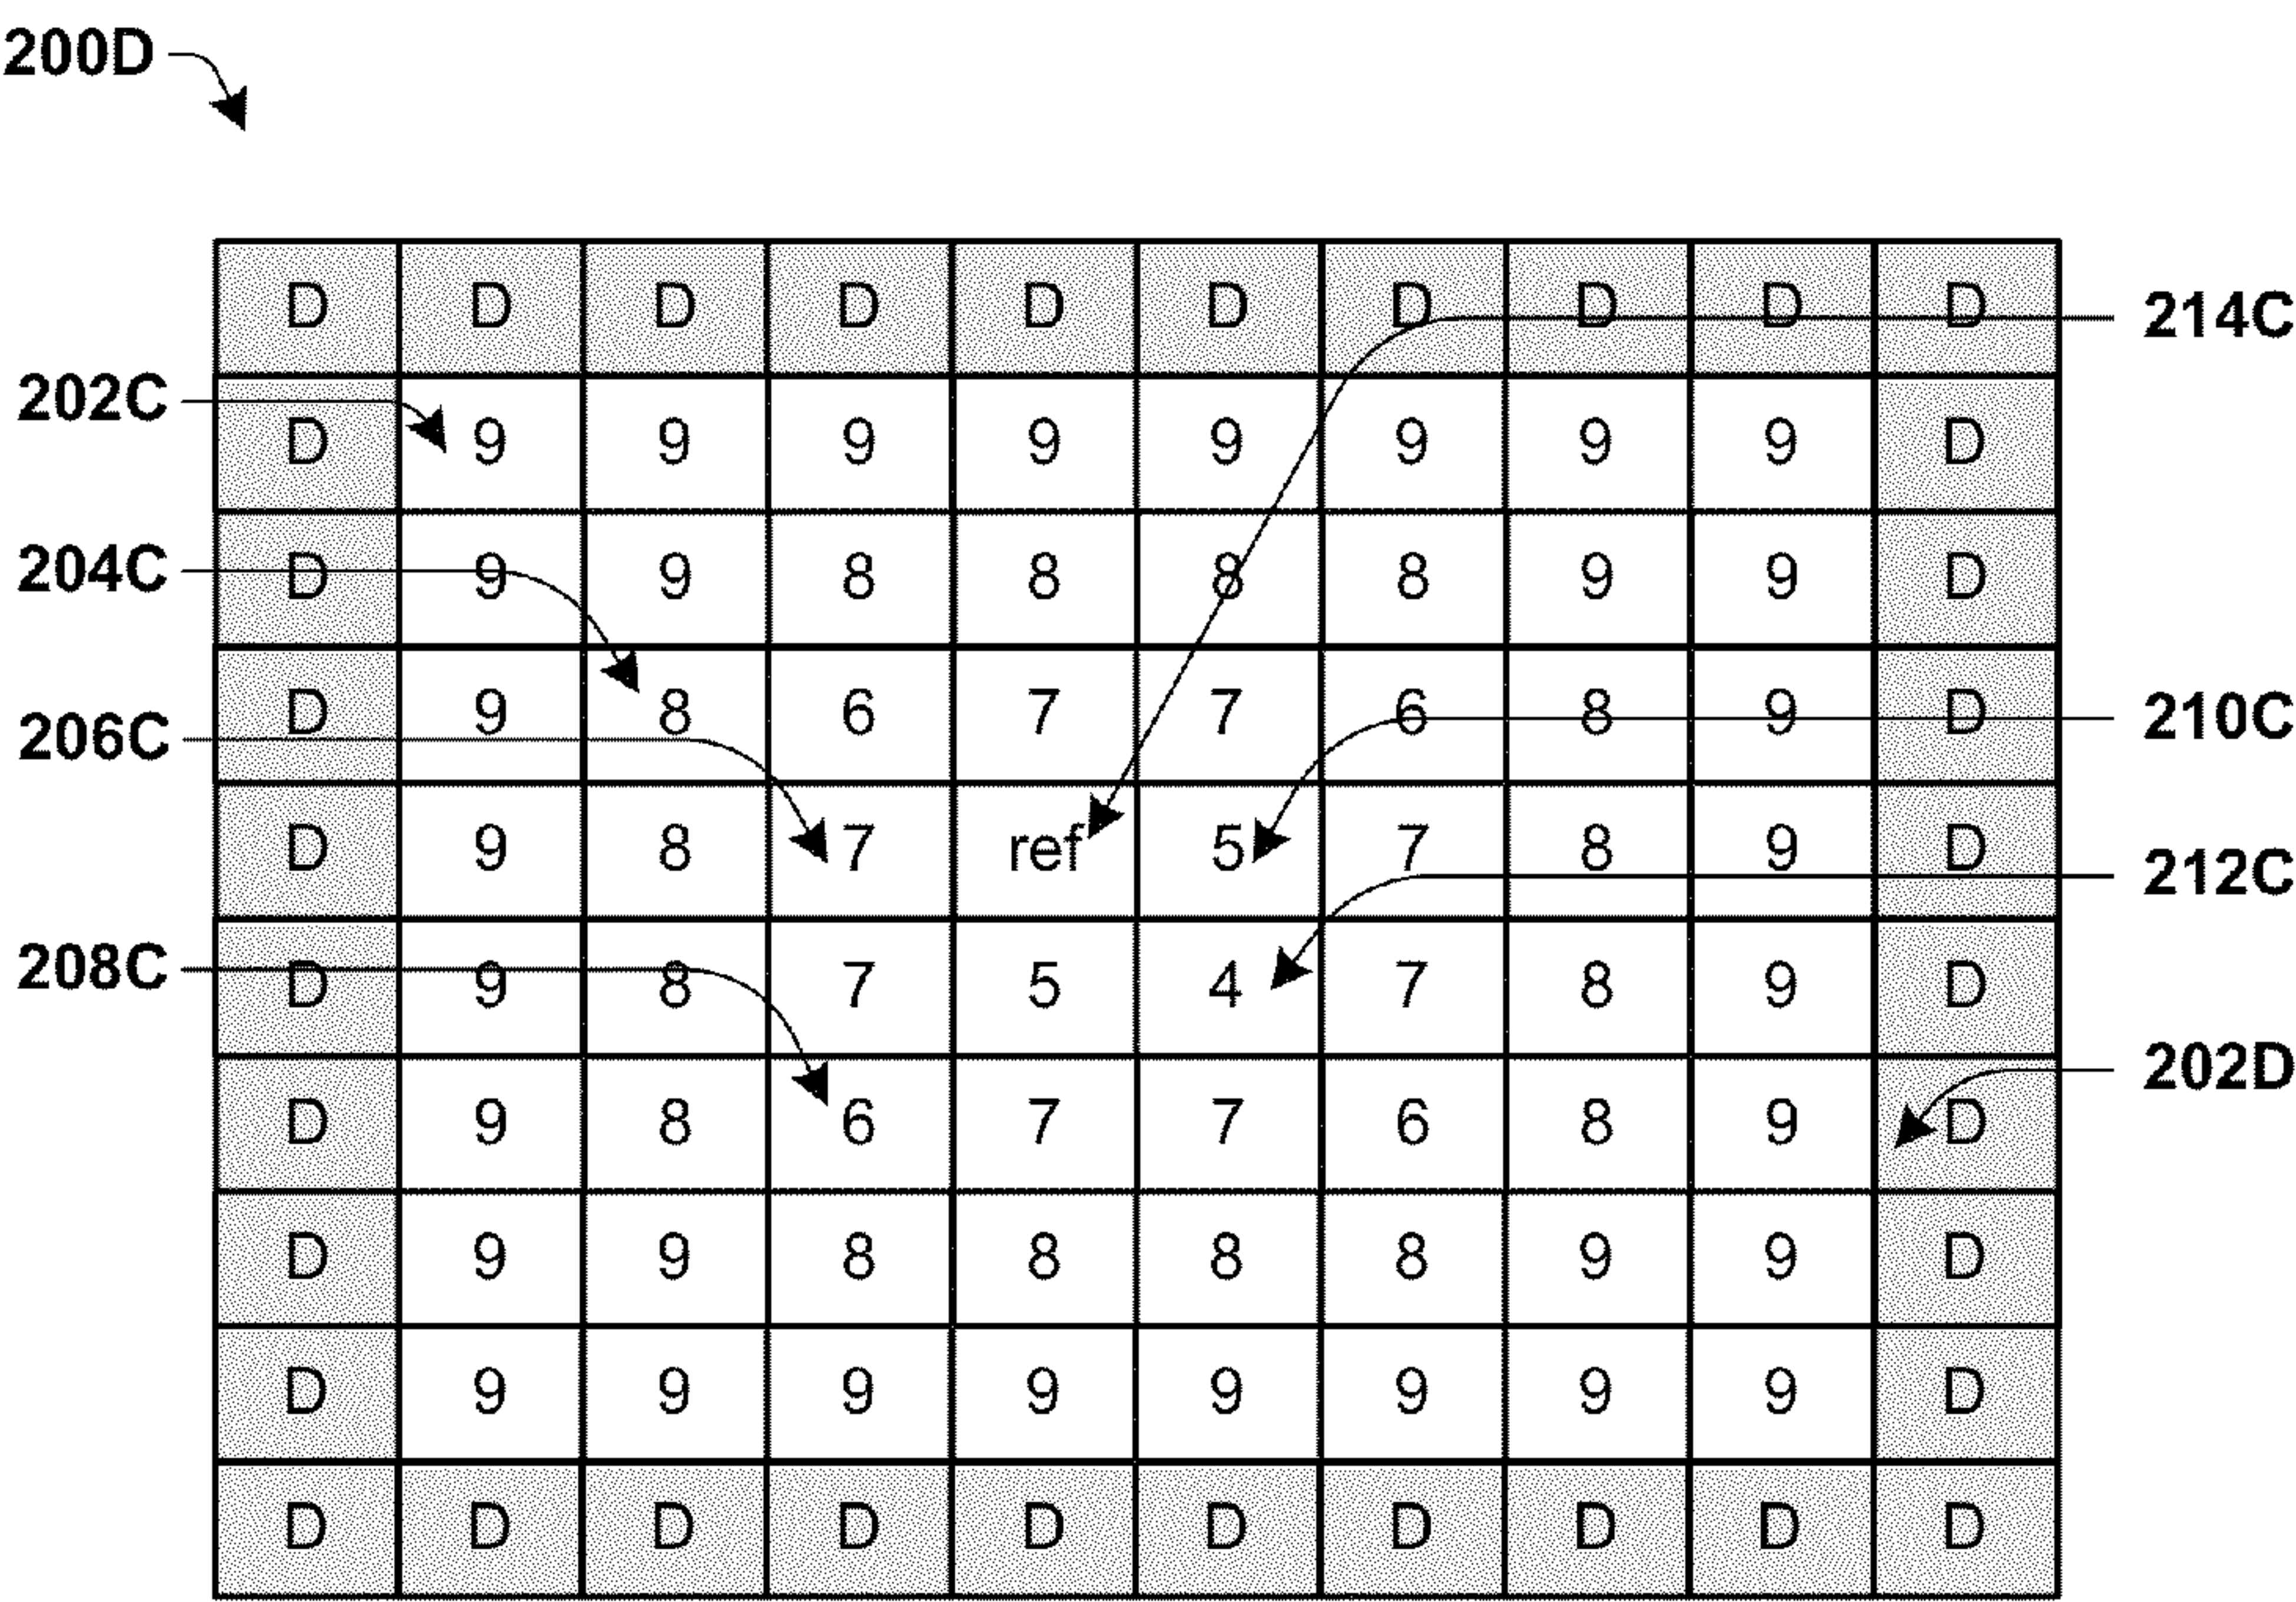 200D
D D D D D D D D D D 214C
202C D 9 9 9 9 9 9 9 9 D
204C D 9 9 8 8 8 8 9 9 D
D 9 8 6 7 7 6 8 9 D 210C
206C
D 9 8 7 ref 5 7 8 9 D 212C
208C D 9 8 7 5 4 7 8 9 D
202D
D 9 8 6 7 7 6 8 9 D
D 9 9 8 8 8 8 9 9 D
D 9 9 9 9 9 9 9 9 D
D D D D D D D D D D